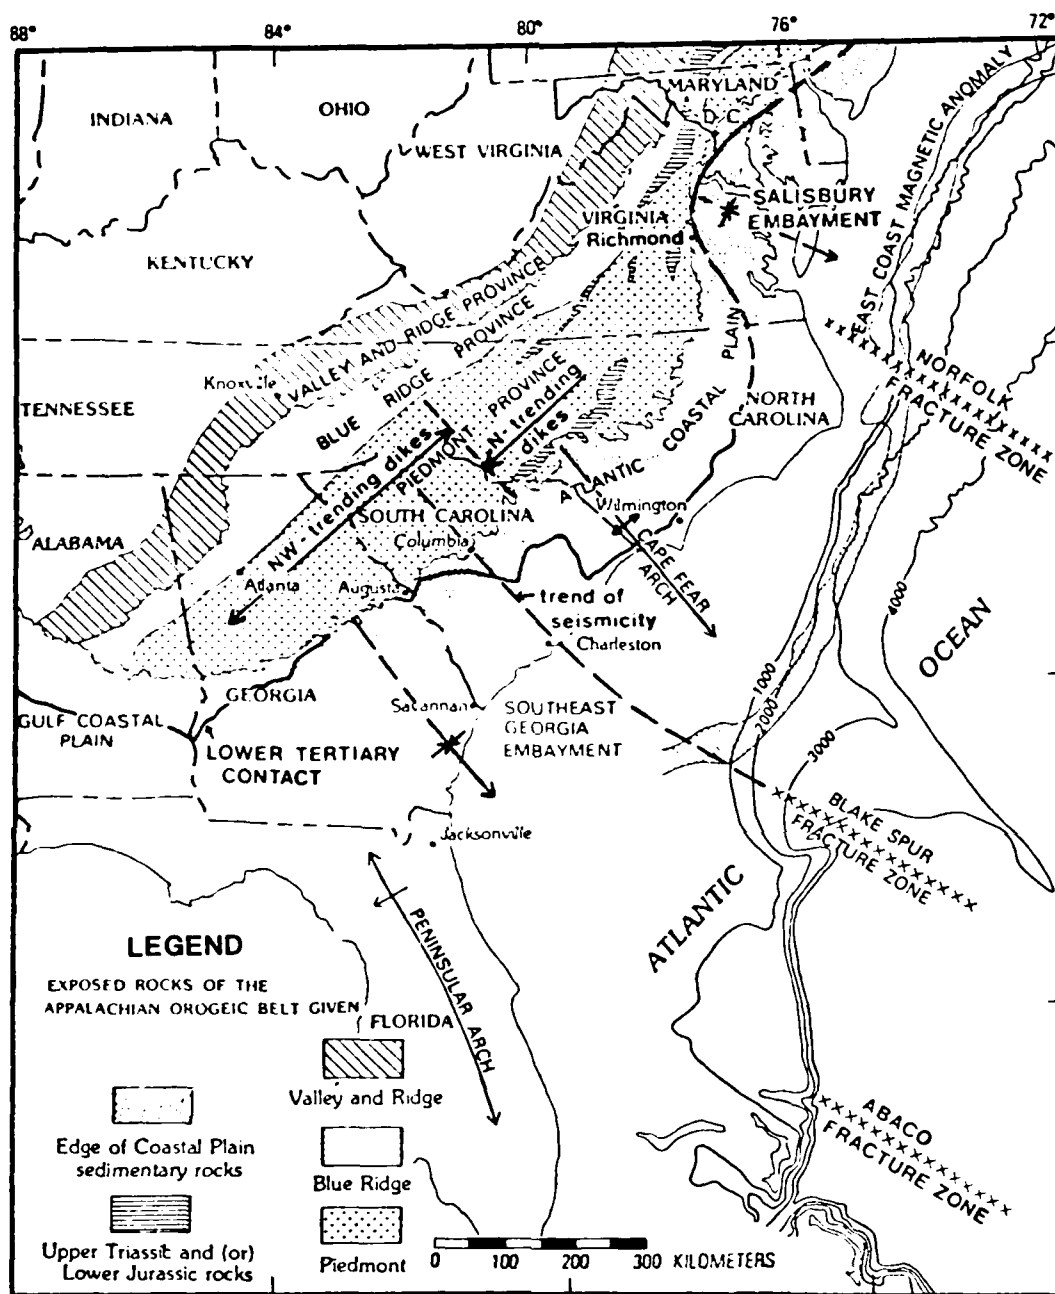 88° 84° 80° 76° 72°
INDIANA
OHIO
WEST VIRGINIA
MARYLAND
D.C.
EAST COAST MAGNETIC ANOMALY
KENTUCKY
VIRGINIA
Richmond
SALISBURY
EMBAYMENT
VALLEY AND RIDGE PROVINCE
BLUE RIDGE PROVINCE
PIEDMONT PROVINCE
ATLANTIC COASTAL PLAIN
NORFOLK
FRACTURE ZONE
Knoxville
TENNESSEE
NORTH
CAROLINA
N-trending
dikes
NW-trending dikes
SOUTH CAROLINA
Columbia
Wilmington
CAPE FEAR
ARCH
ALABAMA
Atlanta
Augusta
trend of
seismicity
Charleston
OCEAN
4000
1000
2000
3000
GEORGIA
Savannah
SOUTHEAST
GEORGIA
EMBAYMENT
GULF COASTAL
PLAIN
LOWER TERTIARY
CONTACT
Jacksonville
BLAKE SPUR
FRACTURE ZONE
ATLANTIC
PENINSULAR ARCH
FLORIDA
ABACO
FRACTURE ZONE
LEGEND
EXPOSED ROCKS OF THE
APPALACHIAN OROGEIC BELT GIVEN
Valley and Ridge
Edge of Coastal Plain
sedimentary rocks
Blue Ridge
Upper Triassic and (or)
Lower Jurassic rocks
Piedmont
0 100 200 300 KILOMETERS